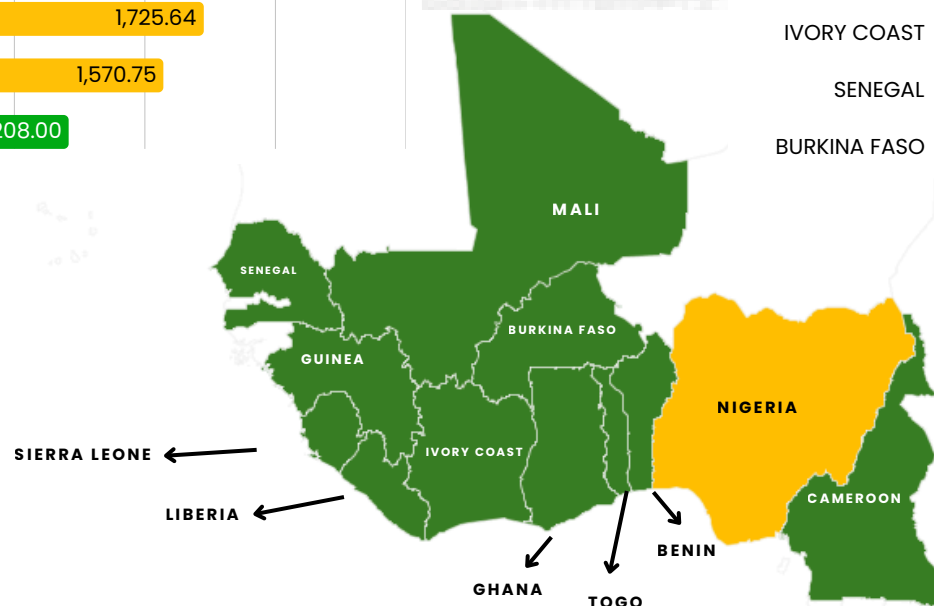 1,725.64
IVORY COAST
1,570.75
SENEGAL
208.00
BURKINA FASO
MALI
SENEGAL
BURKINA FASO
GUINEA
NIGERIA
IVORY COAST
SIERRA LEONE
CAMEROON
LIBERIA
BENIN
GHANA
TOGO